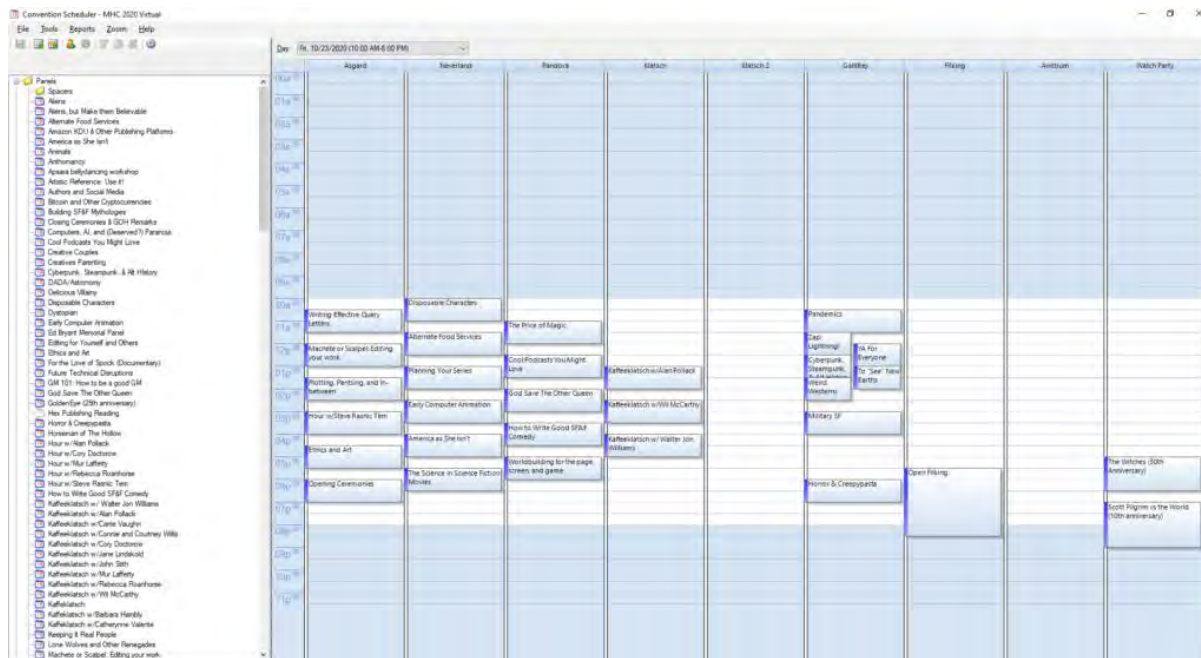 Convention Scheduler - MHC 2020 Virtual
File Tools Reports Zoom Help
Day Fri, 10/23/2020 (10:00 AM-8:00 PM)
Asgard Neverland Pandora Klatsch Klatsch 2 Gallifrey Filking Watch Party
Panels
Spacers
Aliens
Aliens, but Make them Believable
Alternate Food Services
Amazon KDU & Other Publishing Platforms
America as She Isn't
Animals
Anthomancy
Apsara bellydancing workshop
Artistic Reference: Use it!
Authors and Social Media
Bitcoin and Other Cryptocurrencies
Building SF&F Mythologies
Closing Ceremonies & GOH Remarks
Computers, AI, and (Deserved?) Paranoia
Cool Podcasts You Might Love
Creative Couples
Creatives Parenting
Cyberpunk, Steampunk, & Alt History
DADA/Astronomy
Delicious Villainy
Disposable Characters
Dystopian
Early Computer Animation
Ed Bryant Memorial Panel
Editing for Yourself and Others
Ethics and Art
For the Love of Spock (Documentary)
Future Technical Disruptions
GM 101: How to be a good GM
God Save The Other Queen
GoldenEye (25th anniversary)
Hex Publishing Reading
Horror & Creepypasta
Horseman of The Hollow
Hour w/Alan Pollack
Hour w/Cory Doctorow
Hour w/Mur Lafferty
Hour w/Rebecca Roanhorse
Hour w/Steve Rasnic Tem
How to Write Good SF&F Comedy
Kaffeeklatsch w/ Walter Jon Williams
Kaffeeklatsch w/Alan Pollack
Kaffeeklatsch w/Carrie Vaughn
Kaffeeklatsch w/Connie and Courtney Willis
Kaffeeklatsch w/Cory Doctorow
Kaffeeklatsch w/Jane Lindskold
Kaffeeklatsch w/John Stith
Kaffeeklatsch w/Mur Lafferty
Kaffeeklatsch w/Rebecca Roanhorse
Kaffeeklatsch w/Wil McCarthy
Kaffeklatsch
Kaffeklatsch w/Barbara Hambly
Kaffeklatsch w/Catherynne Valente
Keeping It Real People
Lone Wolves and Other Renegades
Machete or Scalpel: Editing your work
Writing Effective Query
Letters
Machete or Scalpel: Editing
your work
Plotting, Pantsing, and In-
between
Hour w/Steve Rasnic Tem
Ethics and Art
Opening Ceremonies
Disposable Characters
Alternate Food Services
Planning Your Series
Early Computer Animation
America as She Isn't
The Science in Science Fiction
Movies
The Price of Magic
Cool Podcasts You Might
Love
God Save The Other Queen
How to Write Good SF&F
Comedy
Worldbuilding for the page,
screen and game
Kaffeeklatsch w/Alan Pollack
Kaffeeklatsch w/Wil McCarthy
Kaffeeklatsch w/ Walter Jon
Williams
Pandemics
Zap!
Lightning!
YA For
Everyone
Cyberpunk,
Steampunk,
To 'See' New
Earths
Weird
Westerns
Military SF
Horror & Creepypasta
Open Filking
The Witches (30th
Anniversary)
Scott Pilgrim vs the World
(10th anniversary)